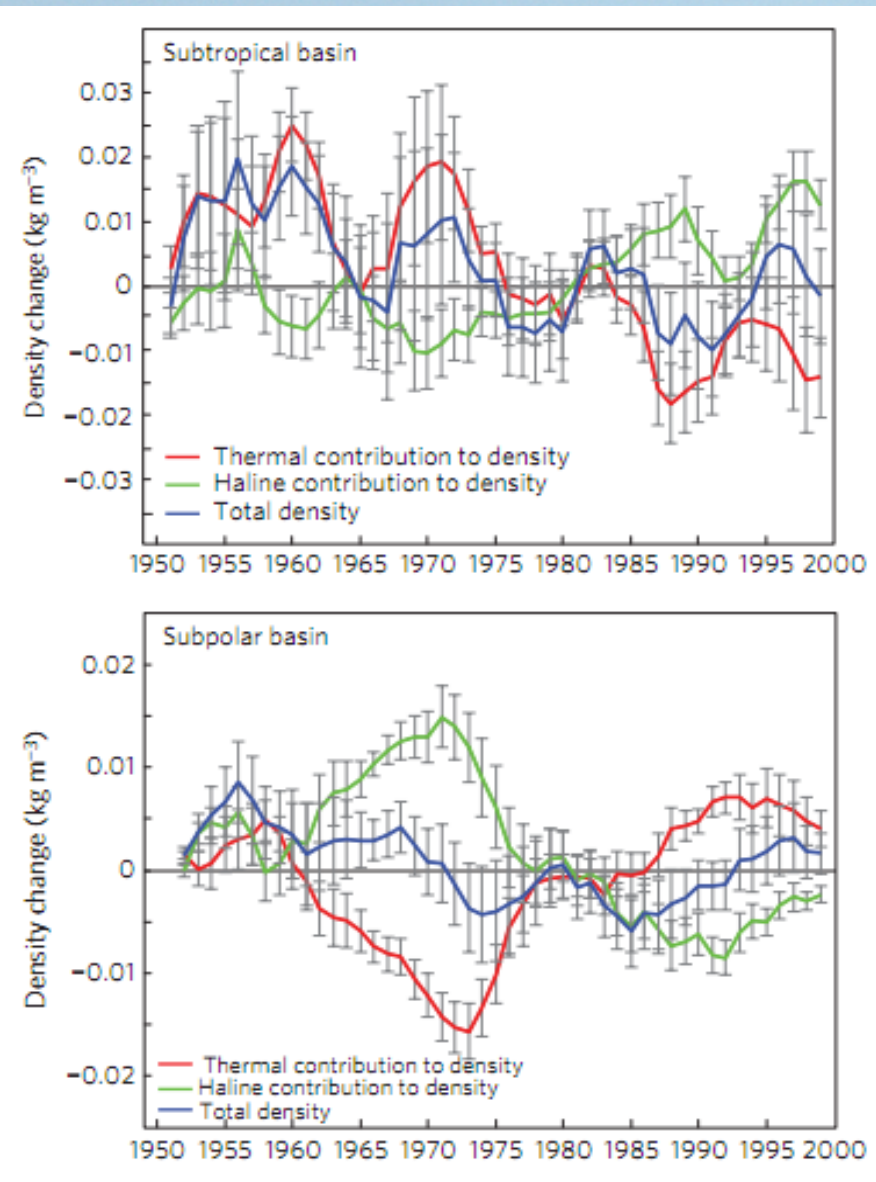 Subtropical basin
Density change (kg m⁻³)
0.03
0.02
0.01
0
−0.01
−0.02
−0.03
Thermal contribution to density
Haline contribution to density
Total density
1950 1955 1960 1965 1970 1975 1980 1985 1990 1995 2000
Subpolar basin
Density change (kg m⁻³)
0.02
0.01
0
−0.01
−0.02
Thermal contribution to density
Haline contribution to density
Total density
1950 1955 1960 1965 1970 1975 1980 1985 1990 1995 2000